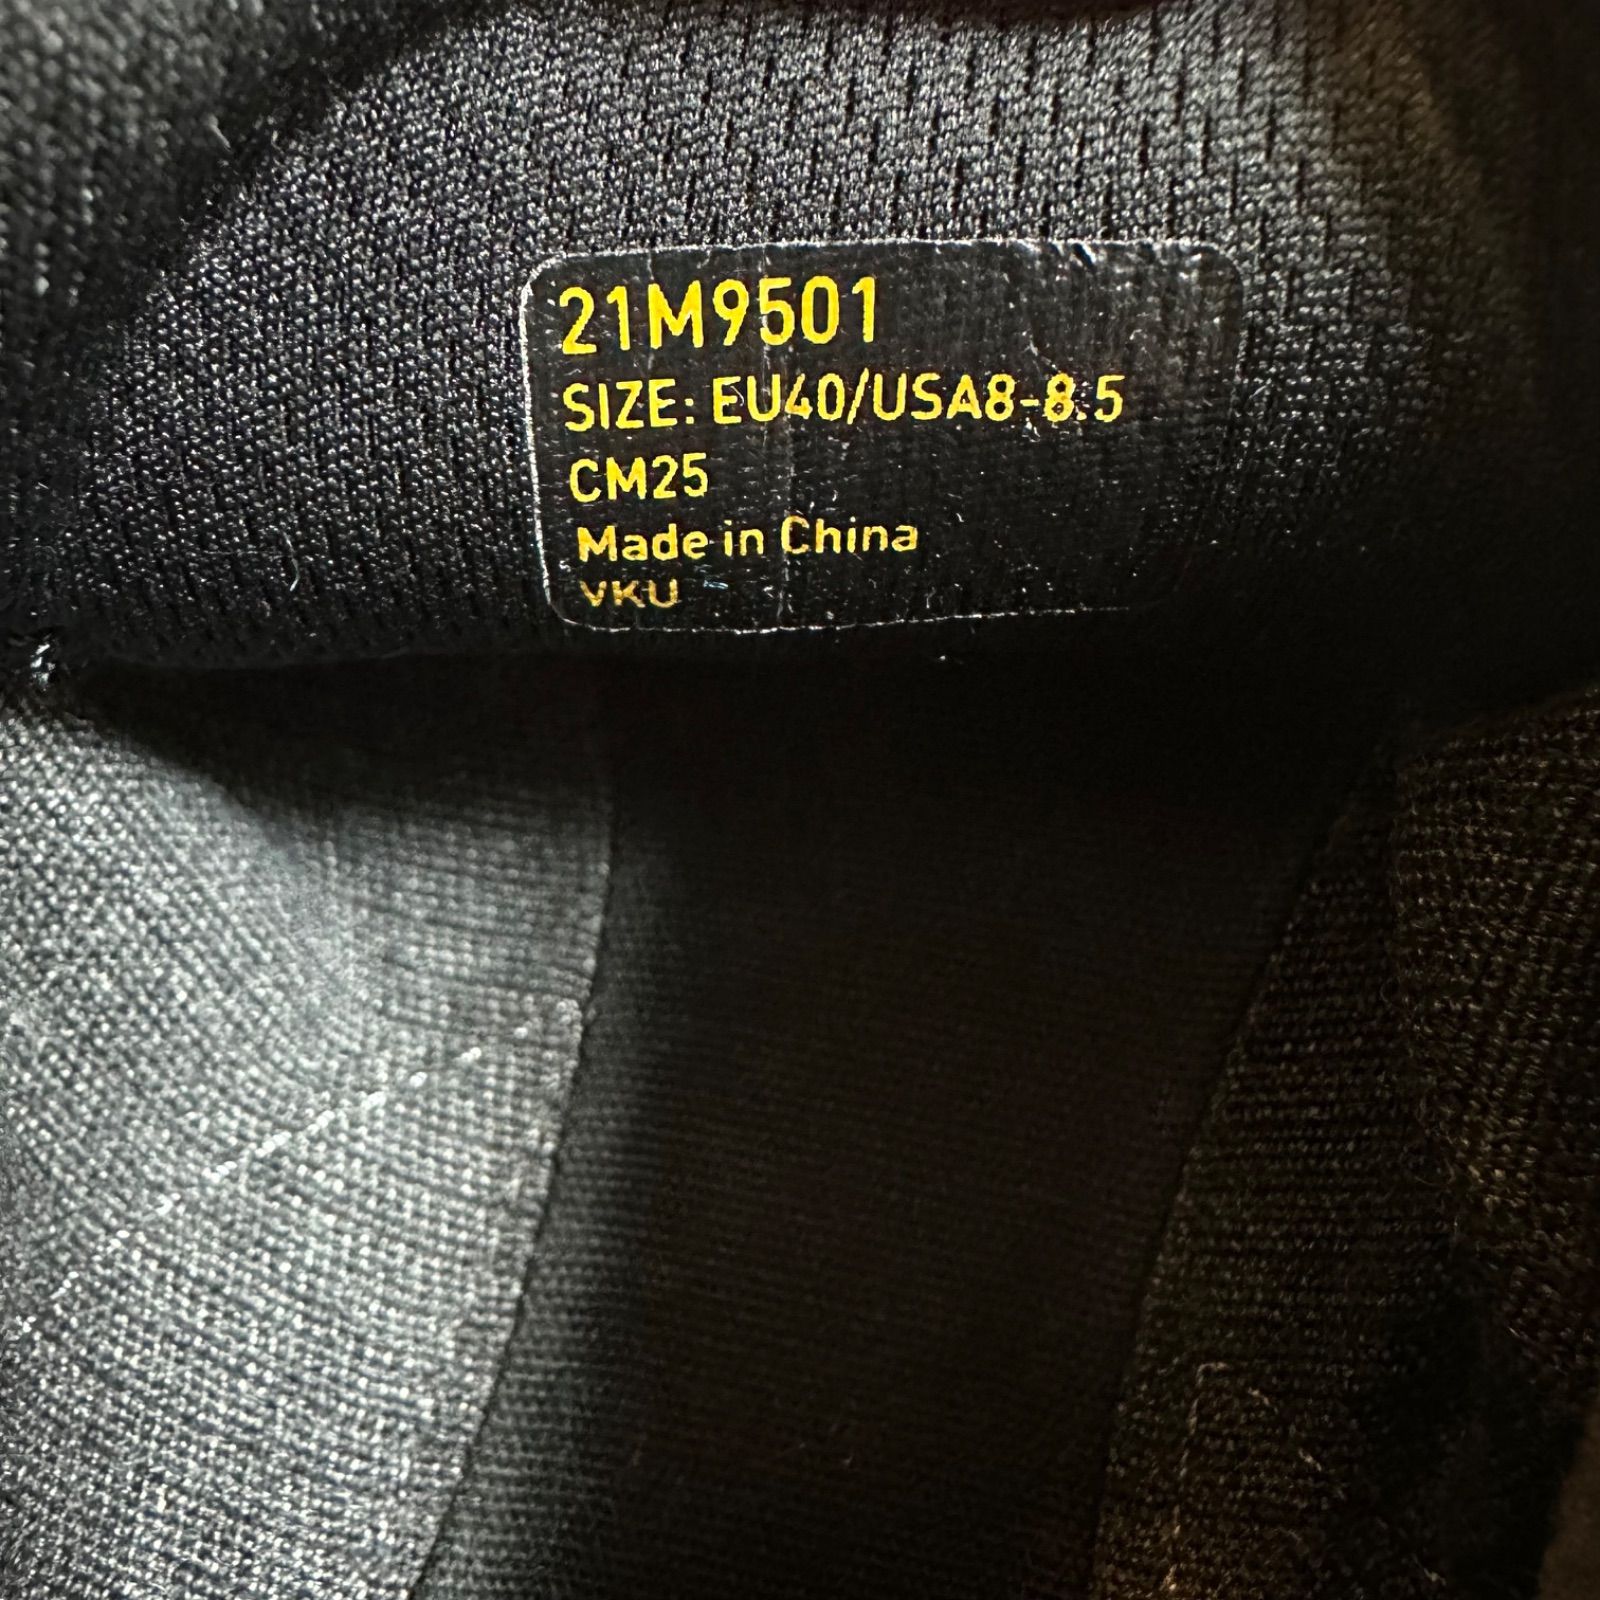 21M9501
SIZE: EU40/USA8-8.5
CM25
Made in China
VKU